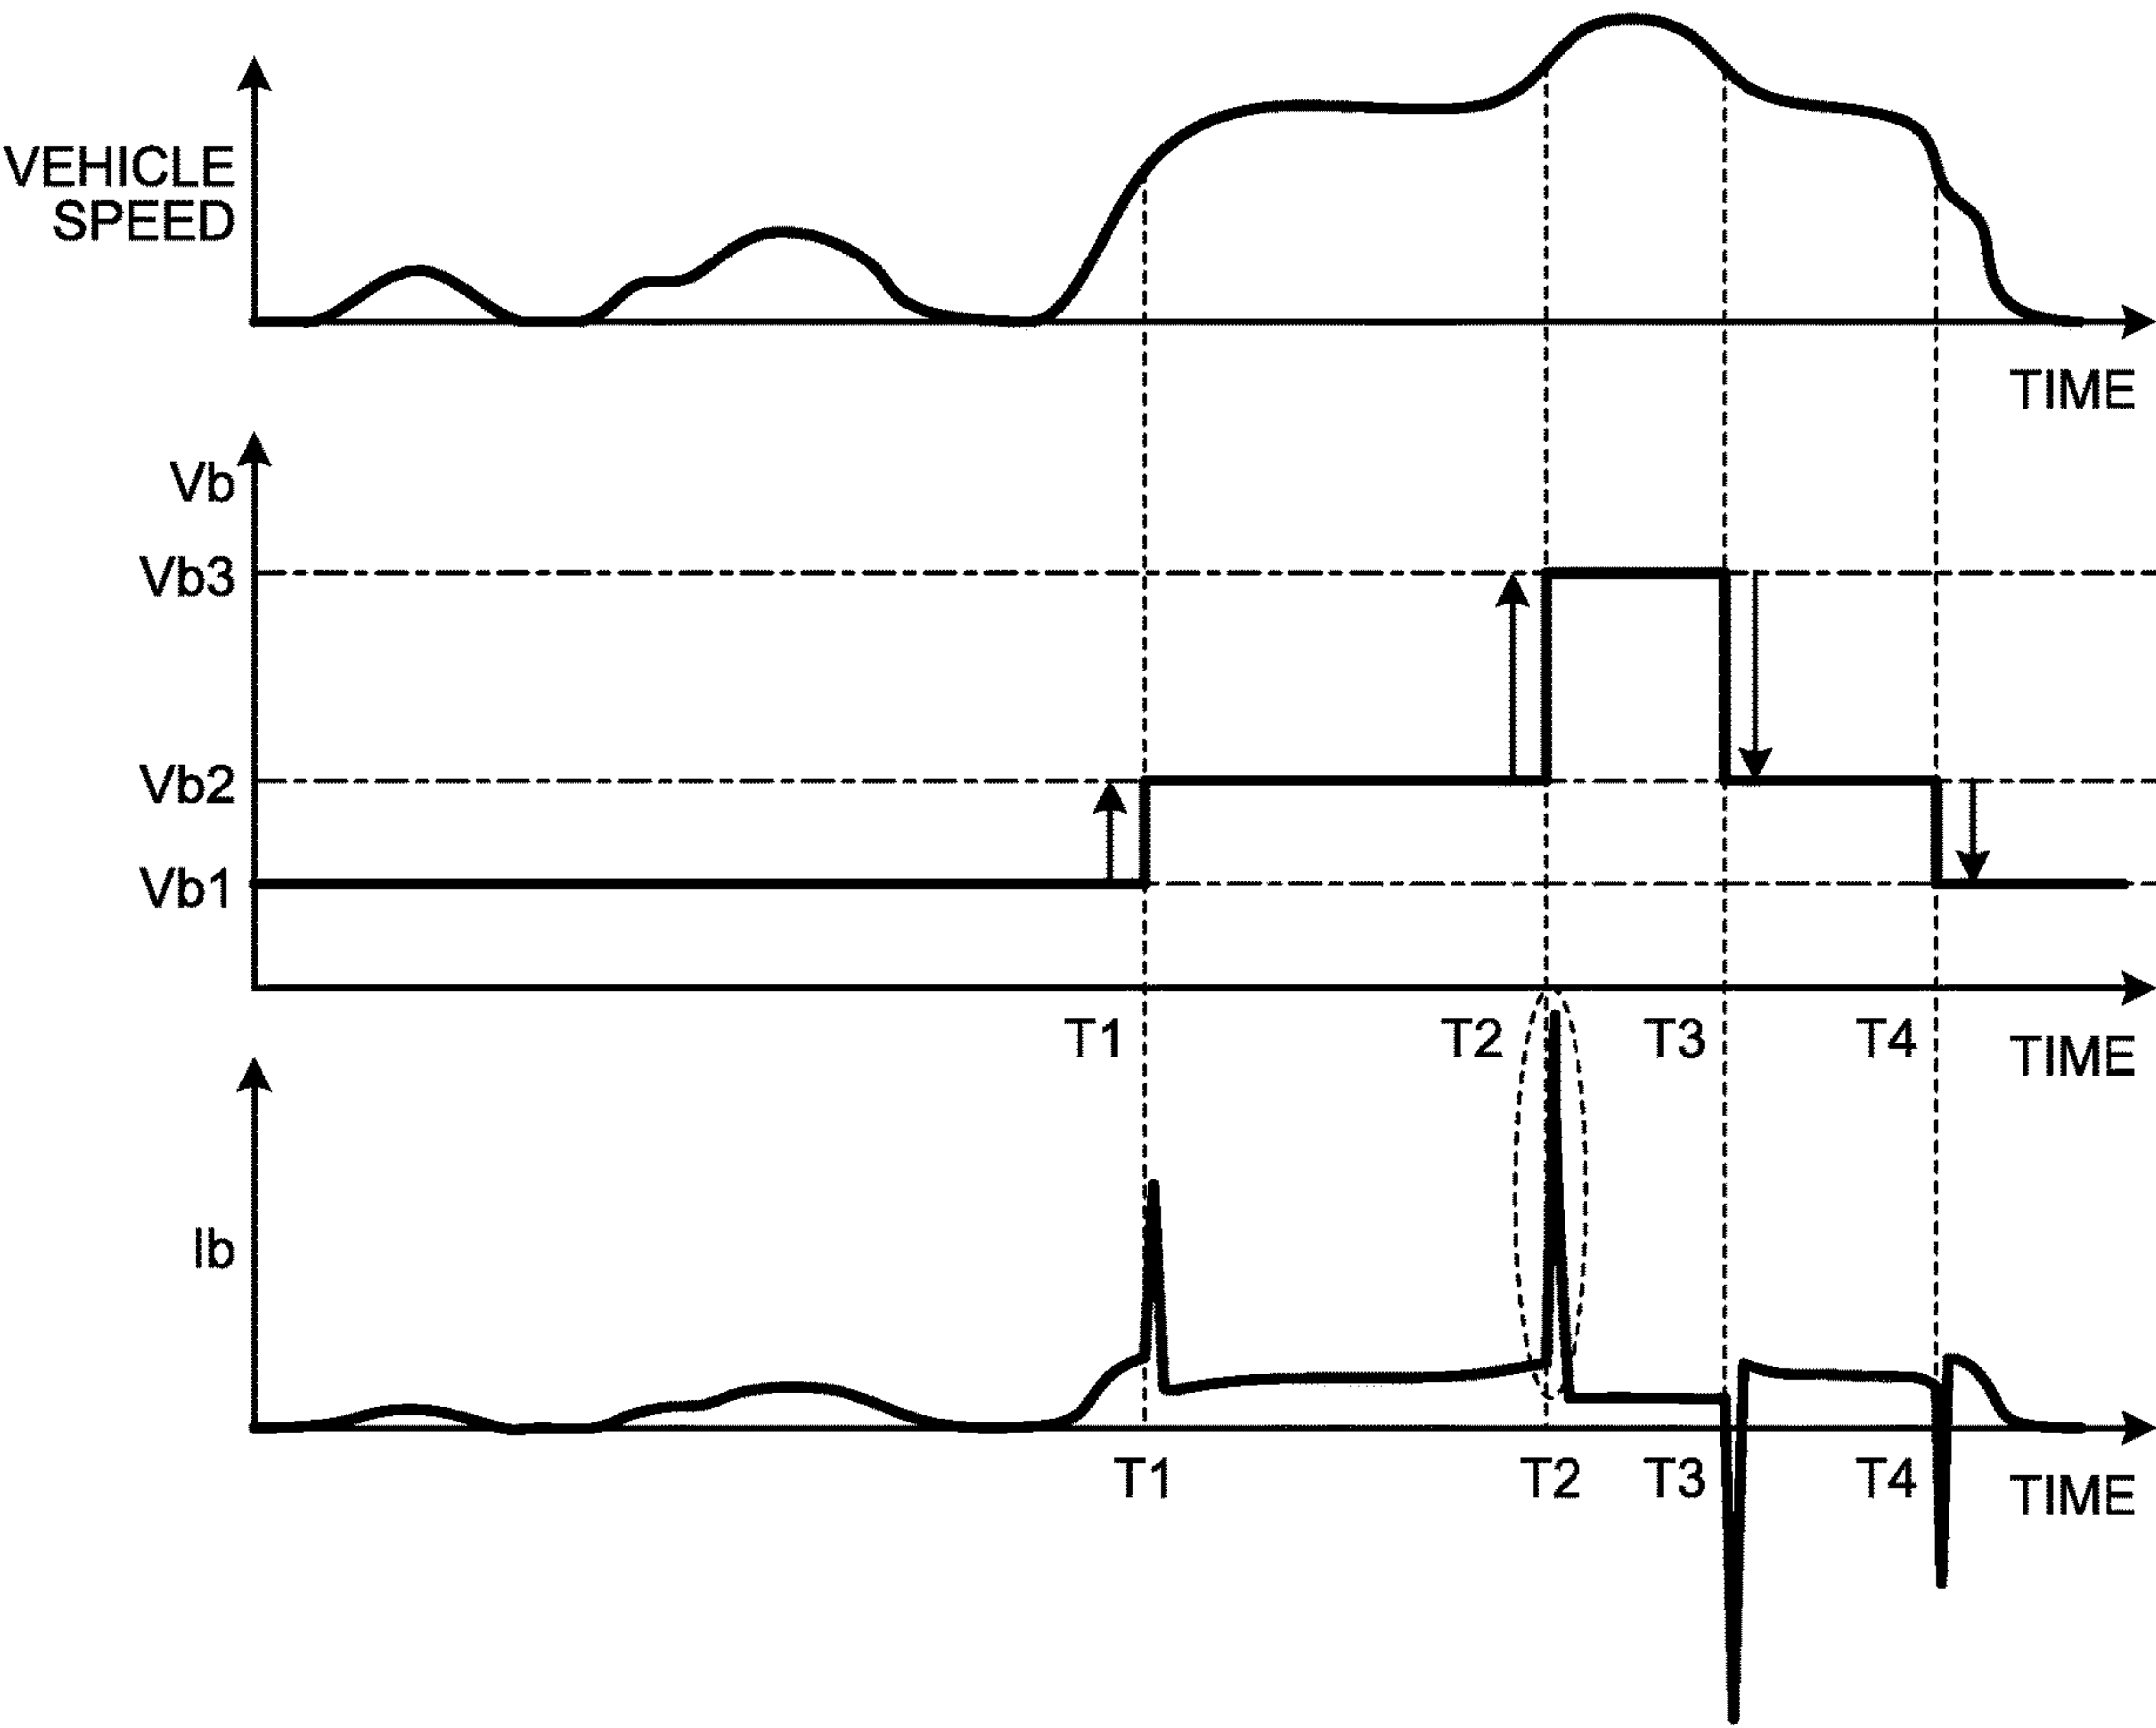 VEHICLE
SPEED
TIME
Vb
Vb3
Vb2
Vb1
T1 T2 T3 T4 TIME
Ib
T1 T2 T3 T4 TIME